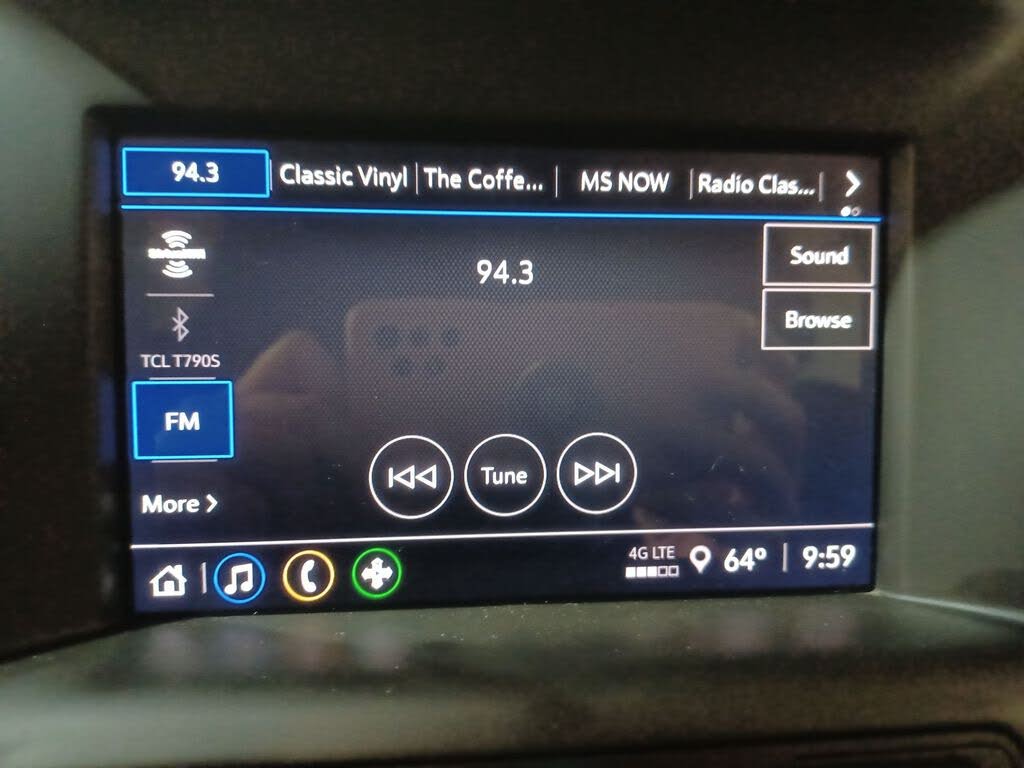 94.3 Classic Vinyl The Coffe... MS NOW Radio Clas...
Sound
94.3
Browse
TCL T790S
FM
Tune
More
4G LTE 64° 9:59